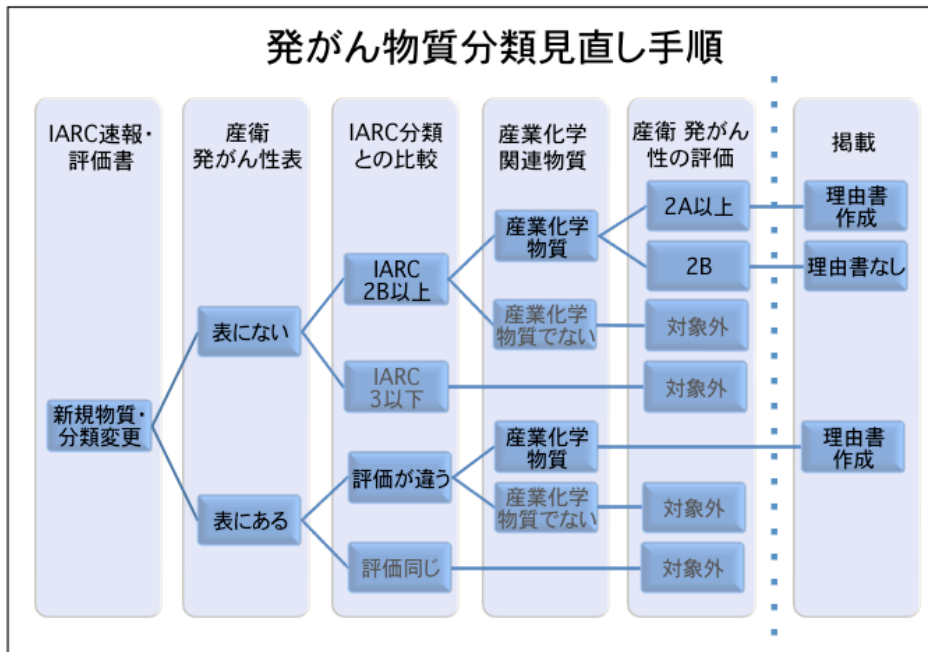 発がん物質分類見直し手順
IARC速報・
評価書
産衛
発がん性表
IARC分類
との比較
産業化学
関連物質
産衛 発がん
性の評価
掲載
新規物質・
分類変更
表にない
表にある
IARC
2B以上
IARC
3以下
評価が違う
評価同じ
産業化学
物質
産業化学
物質でない
産業化学
物質
産業化学
物質でない
2A以上
2B
対象外
対象外
対象外
対象外
理由書
作成
理由書なし
理由書
作成